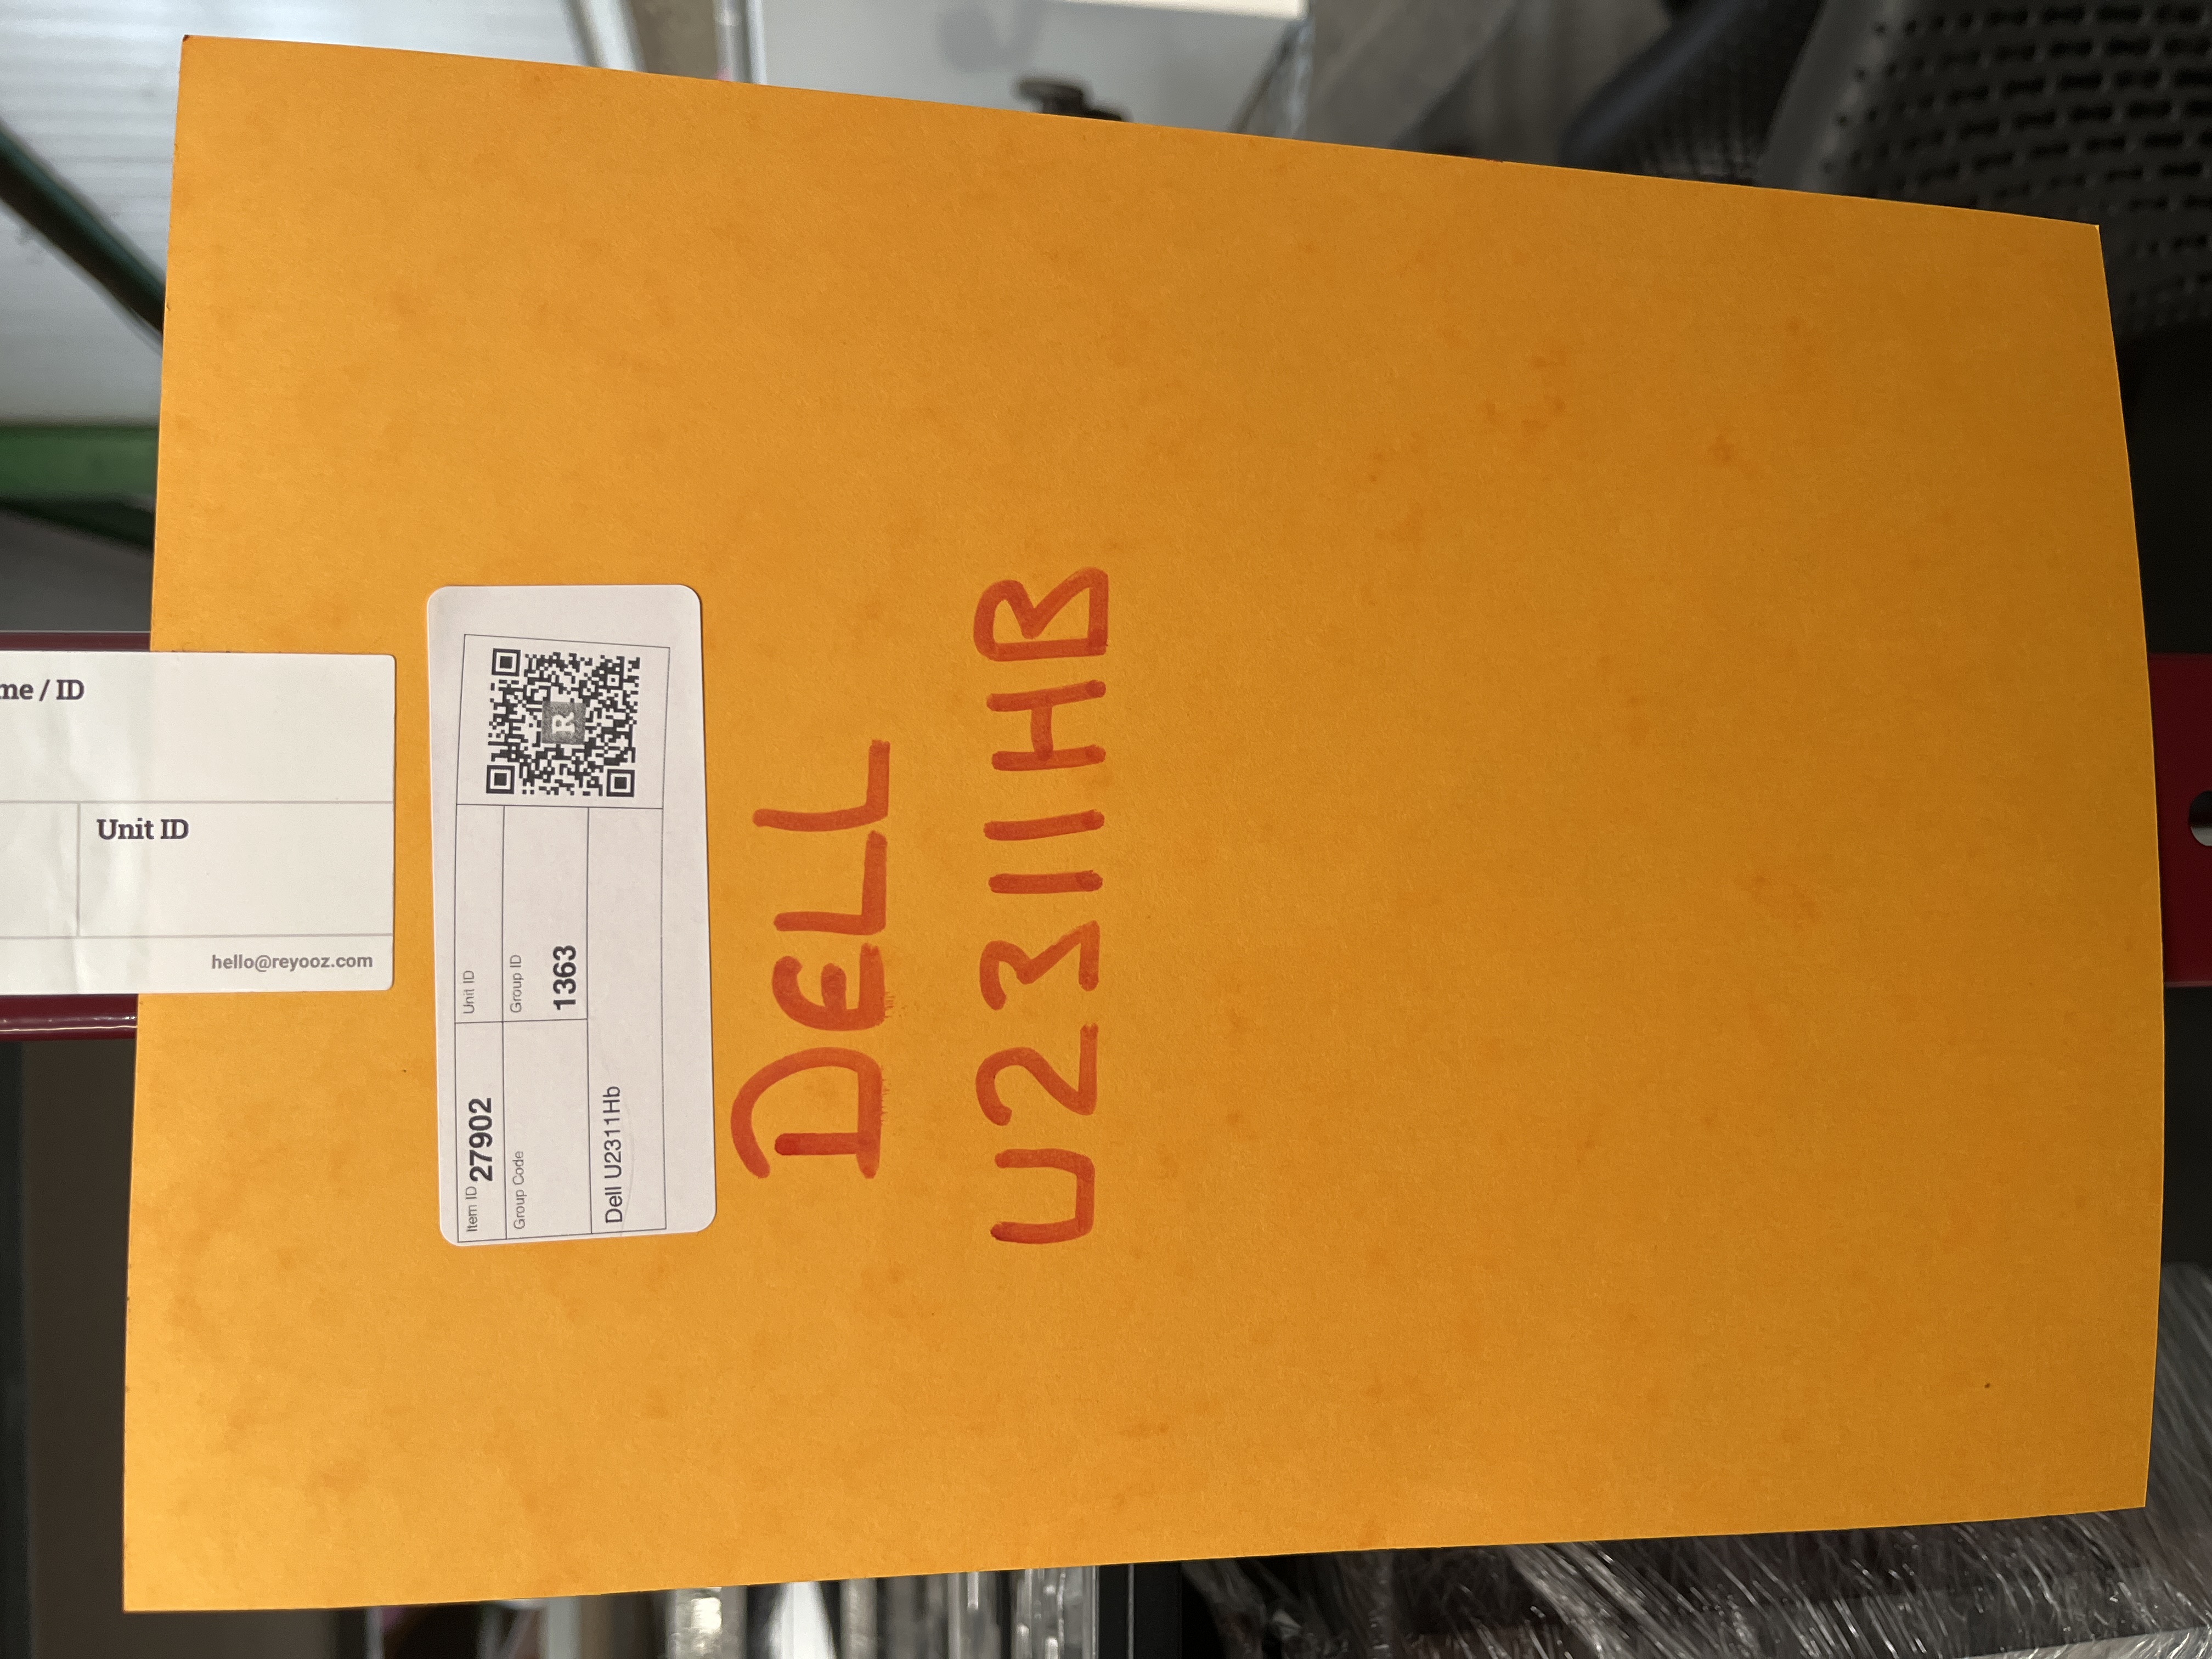 me / ID
Unit ID
hello@reyooz.com
Item ID 27902
Unit ID
Group Code
Group ID
1363
Dell U2311Hb
R
DELL
U2311HB